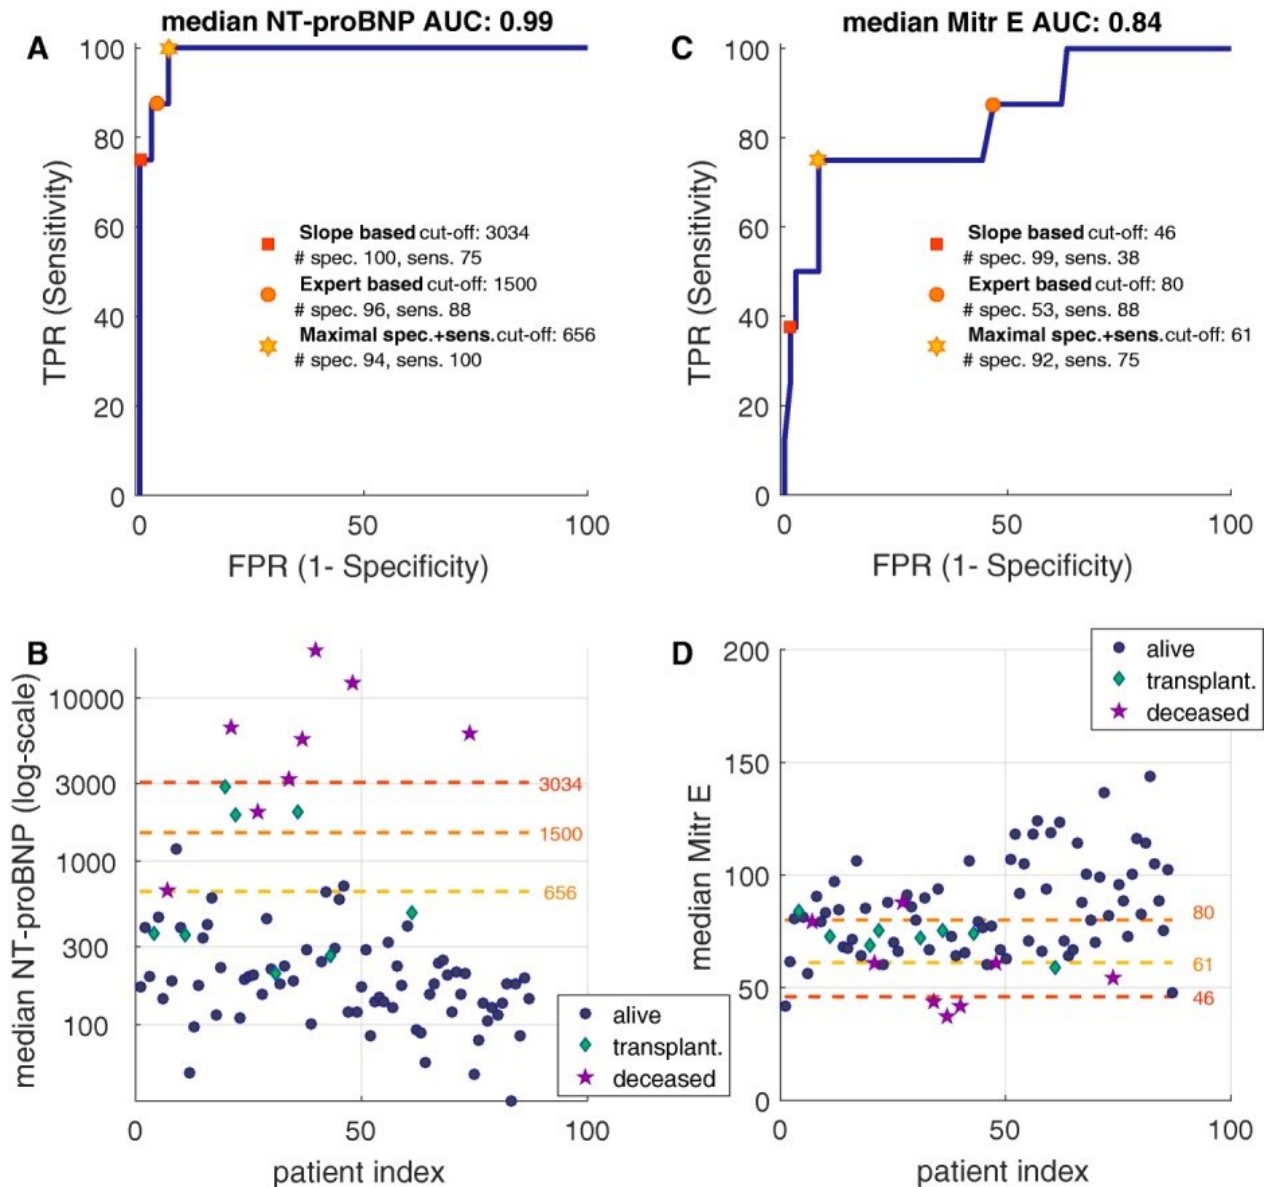 median NT-proBNP AUC: 0.99
A
100
80
60
40
20
0
TPR (Sensitivity)
Slope based cut-off: 3034
# spec. 100, sens. 75
Expert based cut-off: 1500
# spec. 96, sens. 88
Maximal spec.+sens. cut-off: 656
# spec. 94, sens. 100
0
50
100
FPR (1- Specificity)
median Mitr E AUC: 0.84
C
100
80
60
40
20
0
TPR (Sensitivity)
Slope based cut-off: 46
# spec. 99, sens. 38
Expert based cut-off: 80
# spec. 53, sens. 88
Maximal spec.+sens. cut-off: 61
# spec. 92, sens. 75
0
50
100
FPR (1- Specificity)
B
10000
3000
1000
300
100
median NT-proBNP (log-scale)
3034
1500
656
alive
transplant.
deceased
0
50
100
patient index
D
200
150
100
50
0
median Mitr E
alive
transplant.
deceased
80
61
46
0
50
100
patient index